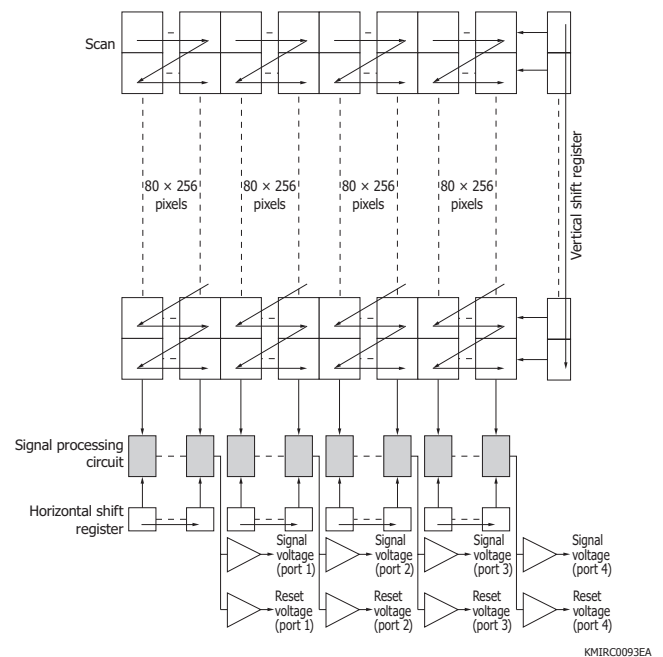 Scan
80 × 256
pixels
80 × 256
pixels
80 × 256
pixels
80 × 256
pixels
Vertical shift register
Signal processing
circuit
Horizontal shift
register
Signal
voltage
(port 1)
Signal
voltage
(port 2)
Signal
voltage
(port 3)
Signal
voltage
(port 4)
Reset
voltage
(port 1)
Reset
voltage
(port 2)
Reset
voltage
(port 3)
Reset
voltage
(port 4)
KMIRC0093EA